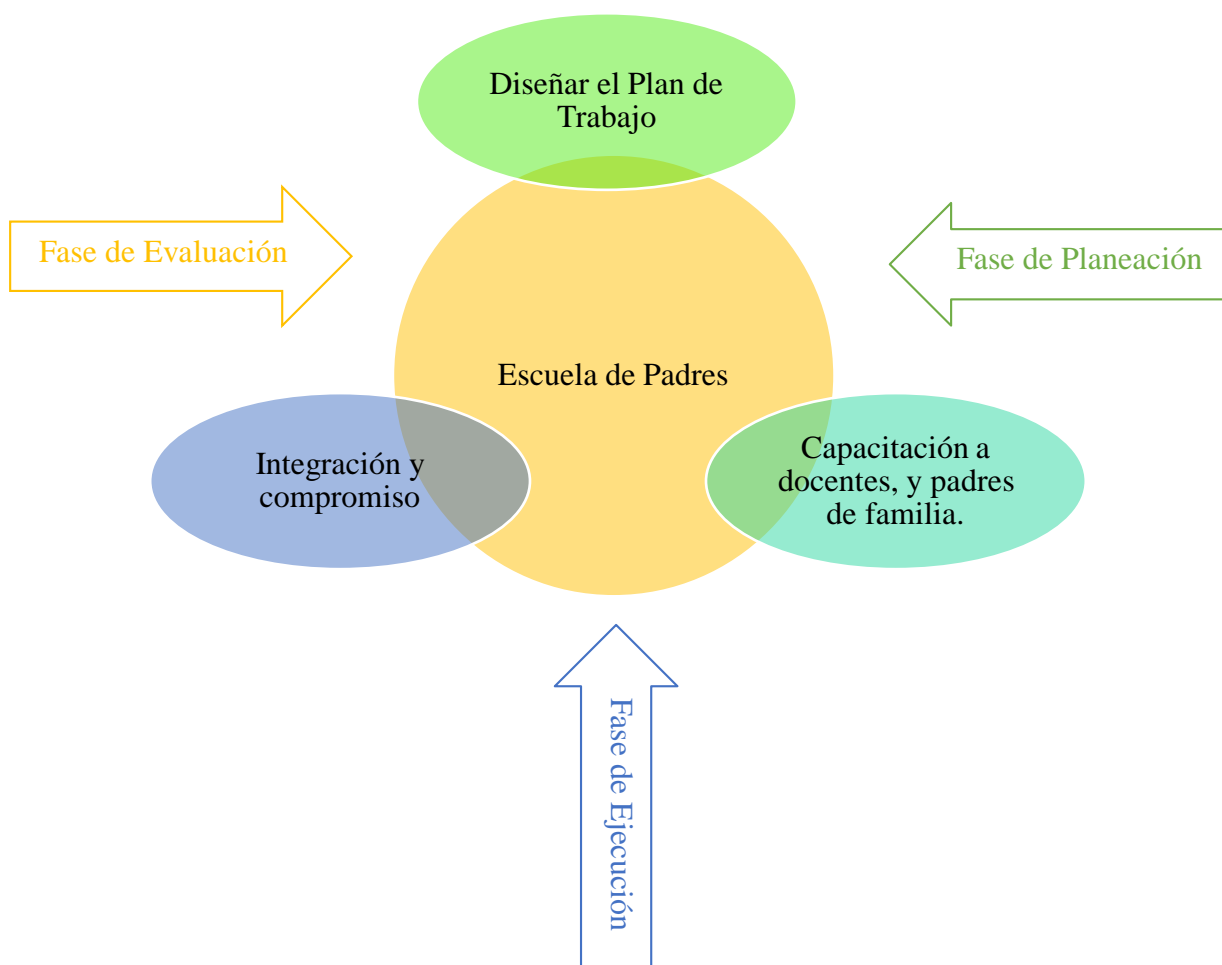 Diseñar el Plan de
Trabajo
Fase de Evaluación
Fase de Planeación
Escuela de Padres
Integración y
compromiso
Capacitación a
docentes, y padres
de familia.
Fase de Ejecución